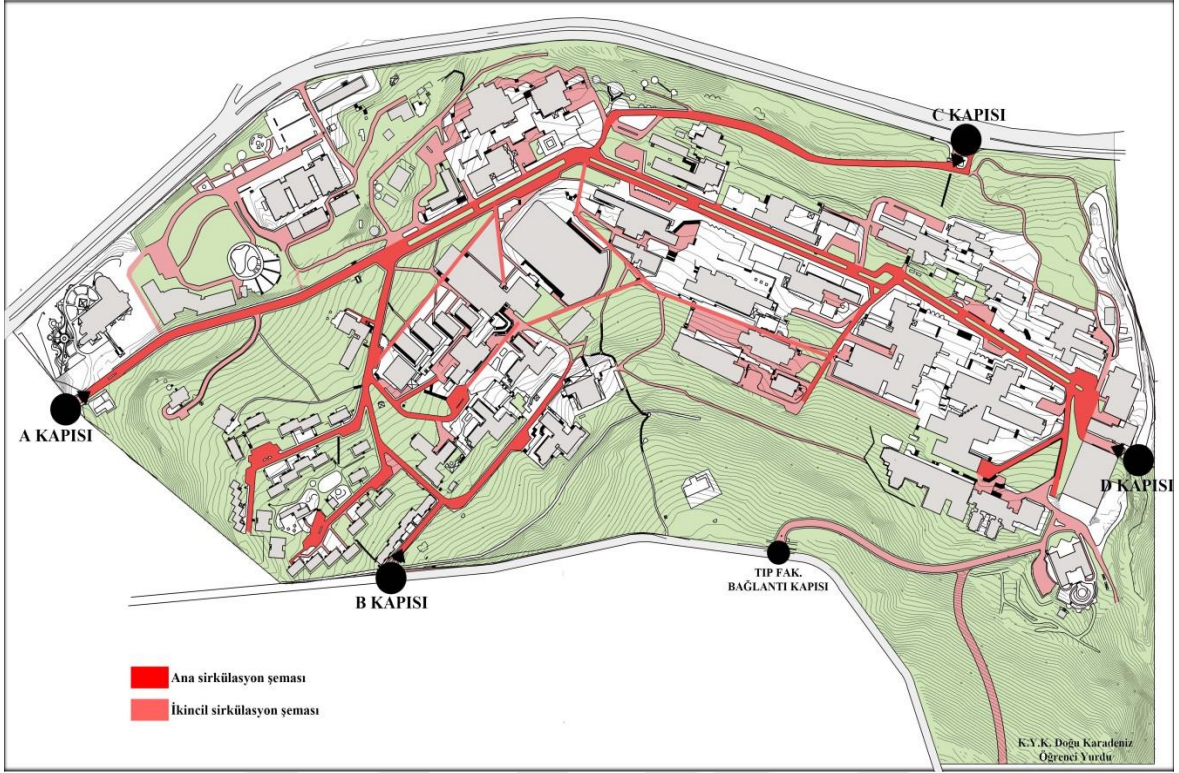 C KAPISI
A KAPISI
D KAPISI
TIP FAK.
BAĞLANTI KAPISI
B KAPISI
Ana sirkülasyon şeması
İkincil sirkülasyon şeması
K.Y.K. Doğu Karadeniz
Öğrenci Yurdu